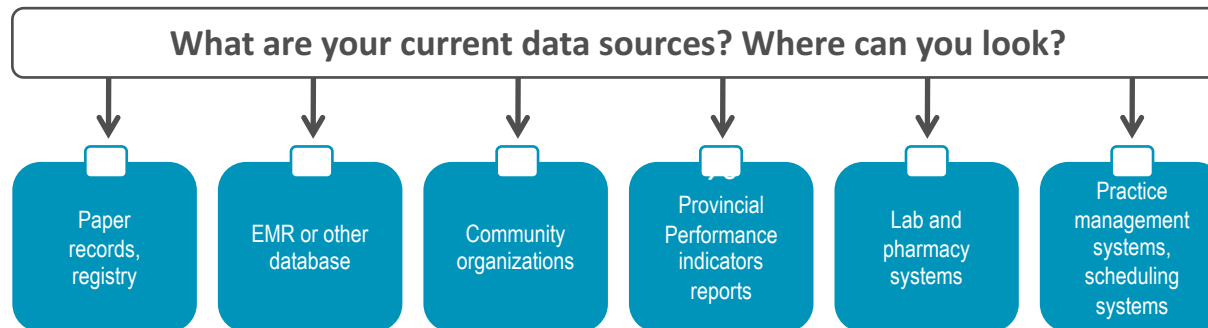 What are your current data sources? Where can you look?
Paper
records,
registry
EMR or other
database
Community
organizations
Provincial
Performance
indicators
reports
Lab and
pharmacy
systems
Practice
management
systems,
scheduling
systems